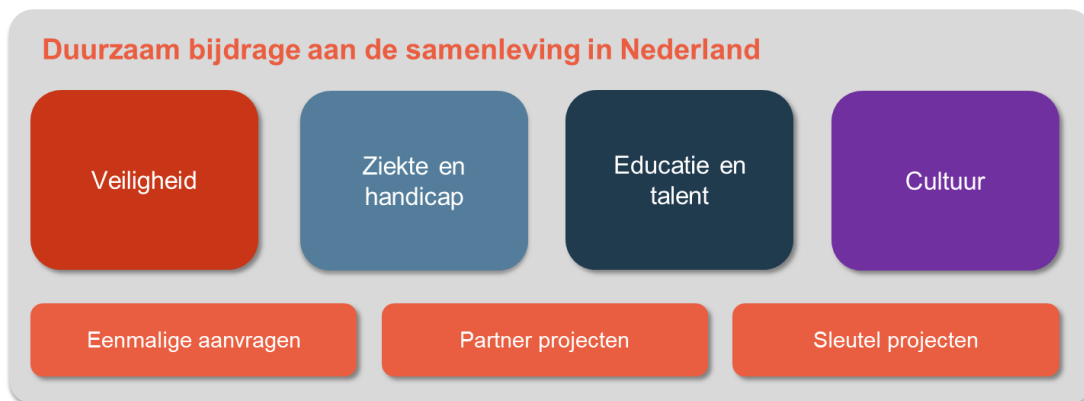 Duurzaam bijdrage aan de samenleving in Nederland
Veiligheid
Ziekte en
handicap
Educatie en
talent
Cultuur
Eenmalige aanvragen
Partner projecten
Sleutel projecten